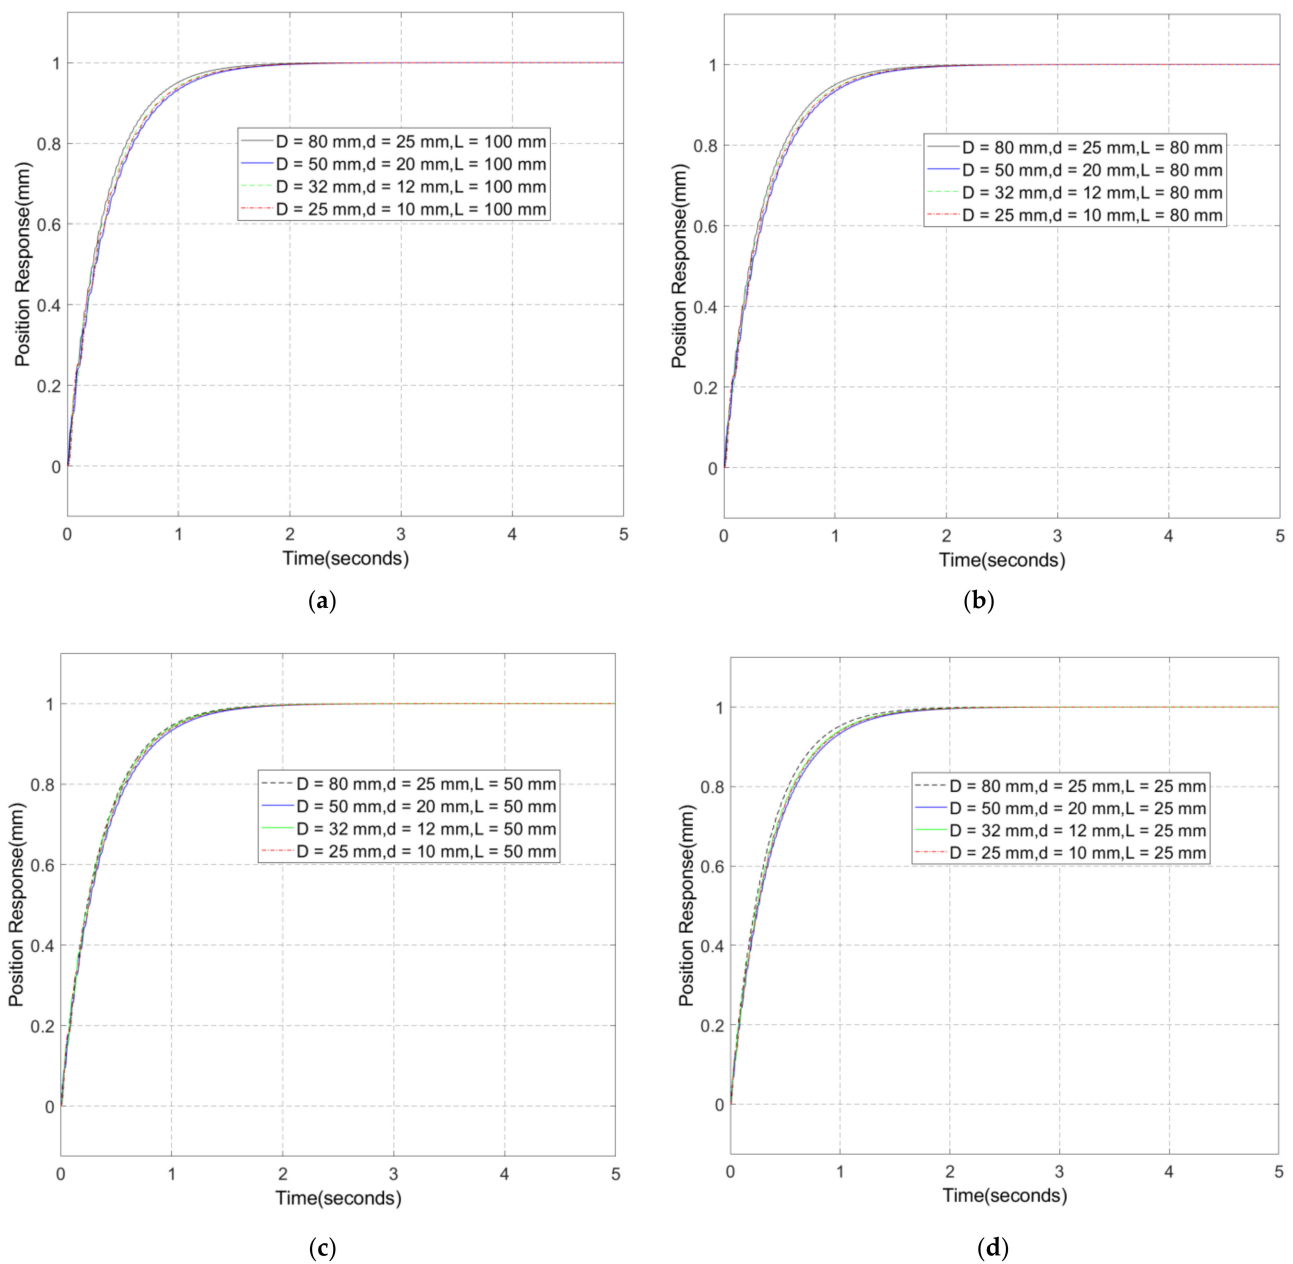 1
0.8
0.6
0.4
0.2
0
Position Response(mm)
D = 80 mm,d = 25 mm,L = 100 mm
D = 50 mm,d = 20 mm,L = 100 mm
D = 32 mm,d = 12 mm,L = 100 mm
D = 25 mm,d = 10 mm,L = 100 mm
0 1 2 3 4 5
Time(seconds)
(a)
1
0.8
0.6
0.4
0.2
0
Position Response(mm)
D = 80 mm,d = 25 mm,L = 80 mm
D = 50 mm,d = 20 mm,L = 80 mm
D = 32 mm,d = 12 mm,L = 80 mm
D = 25 mm,d = 10 mm,L = 80 mm
0 1 2 3 4 5
Time(seconds)
(b)
1
0.8
0.6
0.4
0.2
0
Position Response(mm)
D = 80 mm,d = 25 mm,L = 50 mm
D = 50 mm,d = 20 mm,L = 50 mm
D = 32 mm,d = 12 mm,L = 50 mm
D = 25 mm,d = 10 mm,L = 50 mm
0 1 2 3 4 5
Time(seconds)
(c)
1
0.8
0.6
0.4
0.2
0
Position Response(mm)
D = 80 mm,d = 25 mm,L = 25 mm
D = 50 mm,d = 20 mm,L = 25 mm
D = 32 mm,d = 12 mm,L = 25 mm
D = 25 mm,d = 10 mm,L = 25 mm
0 1 2 3 4 5
Time(seconds)
(d)